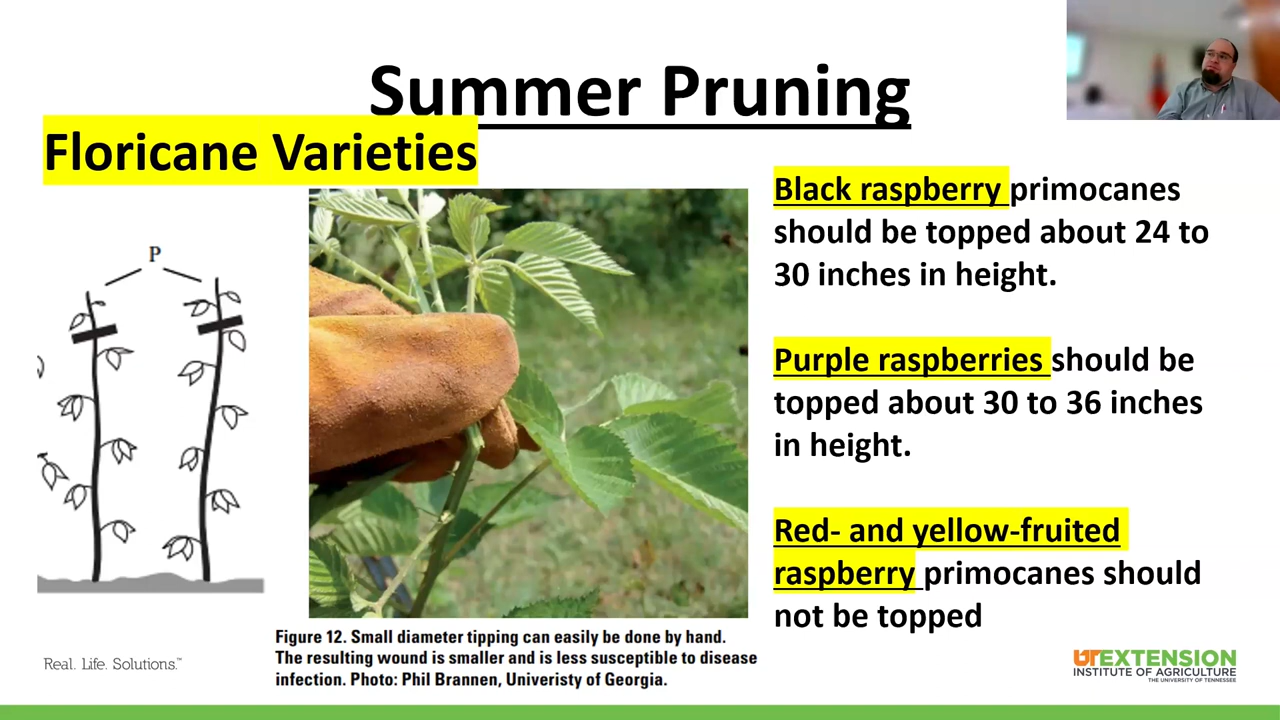 Summer Pruning
Floricane Varieties
P
Black raspberry primocanes
should be topped about 24 to
30 inches in height.
Purple raspberries should be
topped about 30 to 36 inches
in height.
Red- and yellow-fruited
raspberry primocanes should
not be topped
Figure 12. Small diameter tipping can easily be done by hand.
The resulting wound is smaller and is less susceptible to disease
infection. Photo: Phil Brannen, Univeristy of Georgia.
Real. Life. Solutions.™
UTEXTENSION
INSTITUTE OF AGRICULTURE
THE UNIVERSITY OF TENNESSEE